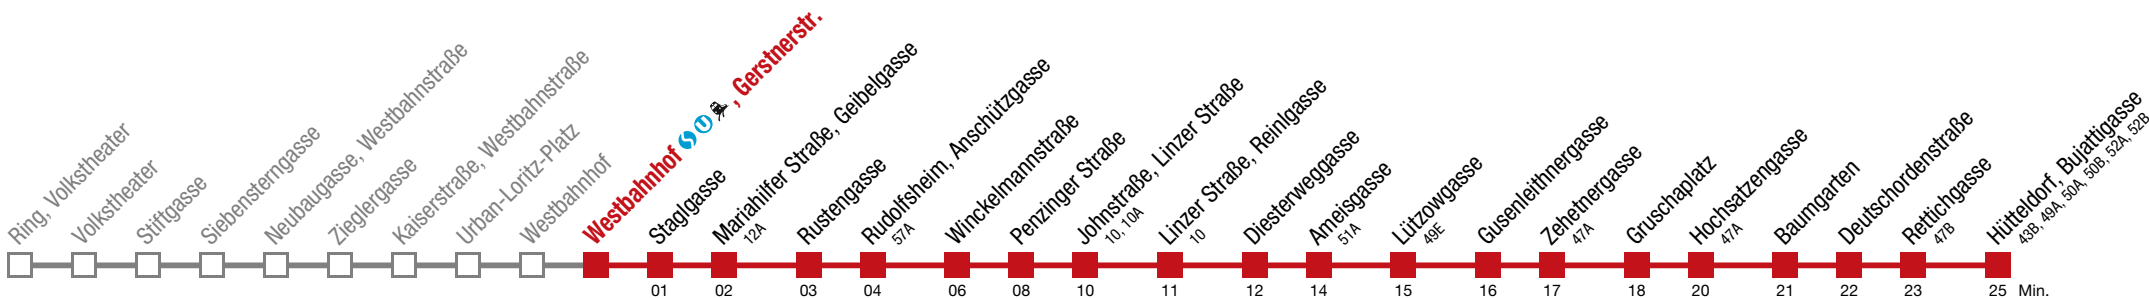 Ring, Volkstheater
Volkstheater
Stiftgasse
Siebensterngasse
Neubaugasse, Westbahnstraße
Zieglergasse
Kaiserstraße, Westbahnstraße
Urban-Loritz-Platz
Westbahnhof
Westbahnhof S U , Gerstnerstr.
Staglgasse
01
Mariahilfer Straße, Geibelgasse
12A
02
Rustengasse
03
Rudolfsheim, Anschützgasse
57A
04
Winckelmannstraße
06
Penzinger Straße
08
Johnstraße, Linzer Straße
10, 10A
10
Linzer Straße, Reinlgasse
10
11
Diesterweggasse
12
Ameisgasse
51A
14
Lützowgasse
49E
15
Gusenleithnergasse
16
Zehetnergasse
47A
17
Gruschaplatz
18
Hochsatzengasse
47A
20
Baumgarten
21
Deutschordenstraße
22
Rettichgasse
47B
23
Hütteldorf, Bujattigasse
43B, 49A, 50A, 50B, 52A, 52B
25 Min.